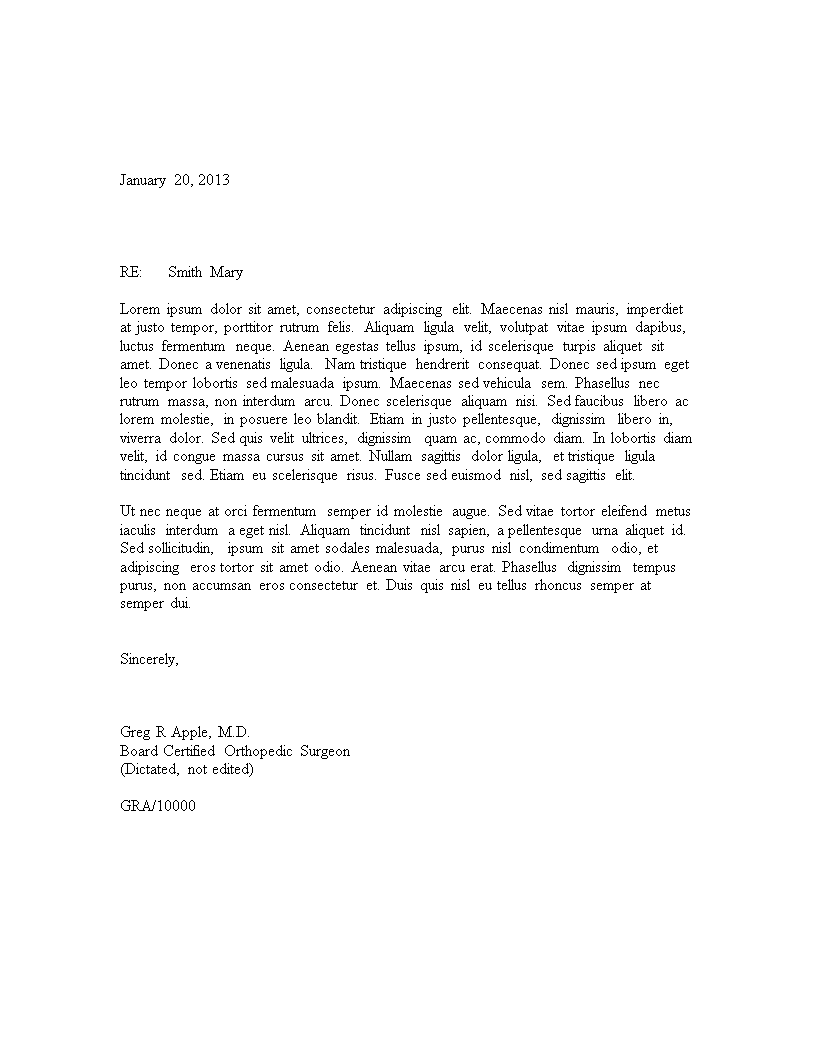 January 20, 2013
RE: Smith Mary
Lorem ipsum dolor sit amet, consectetur adipiscing elit. Maecenas nisl mauris, imperdiet
at justo tempor, porttitor rutrum felis. Aliquam ligula velit, volutpat vitae ipsum dapibus,
luctus fermentum neque. Aenean egestas tellus ipsum, id scelerisque turpis aliquet sit
amet. Donec a venenatis ligula. Nam tristique hendrerit consequat. Donec sed ipsum eget
leo tempor lobortis sed malesuada ipsum. Maecenas sed vehicula sem. Phasellus nec
rutrum massa, non interdum arcu. Donec scelerisque aliquam nisi. Sed faucibus libero ac
lorem molestie, in posuere leo blandit. Etiam in justo pellentesque, dignissim libero in,
viverra dolor. Sed quis velit ultrices, dignissim quam ac, commodo diam. In lobortis diam
velit, id congue massa cursus sit amet. Nullam sagittis dolor ligula, et tristique ligula
tincidunt sed. Etiam eu scelerisque risus. Fusce sed euismod nisl, sed sagittis elit.
Ut nec neque at orci fermentum semper id molestie augue. Sed vitae tortor eleifend metus
iaculis interdum a eget nisl. Aliquam tincidunt nisl sapien, a pellentesque urna aliquet id.
Sed sollicitudin, ipsum sit amet sodales malesuada, purus nisl condimentum odio, et
adipiscing eros tortor sit amet odio. Aenean vitae arcu erat. Phasellus dignissim tempus
purus, non accumsan eros consectetur et. Duis quis nisl eu tellus rhoncus semper at
semper dui.
Sincerely,
Greg R Apple, M.D.
Board Certified Orthopedic Surgeon
(Dictated, not edited)
GRA/10000